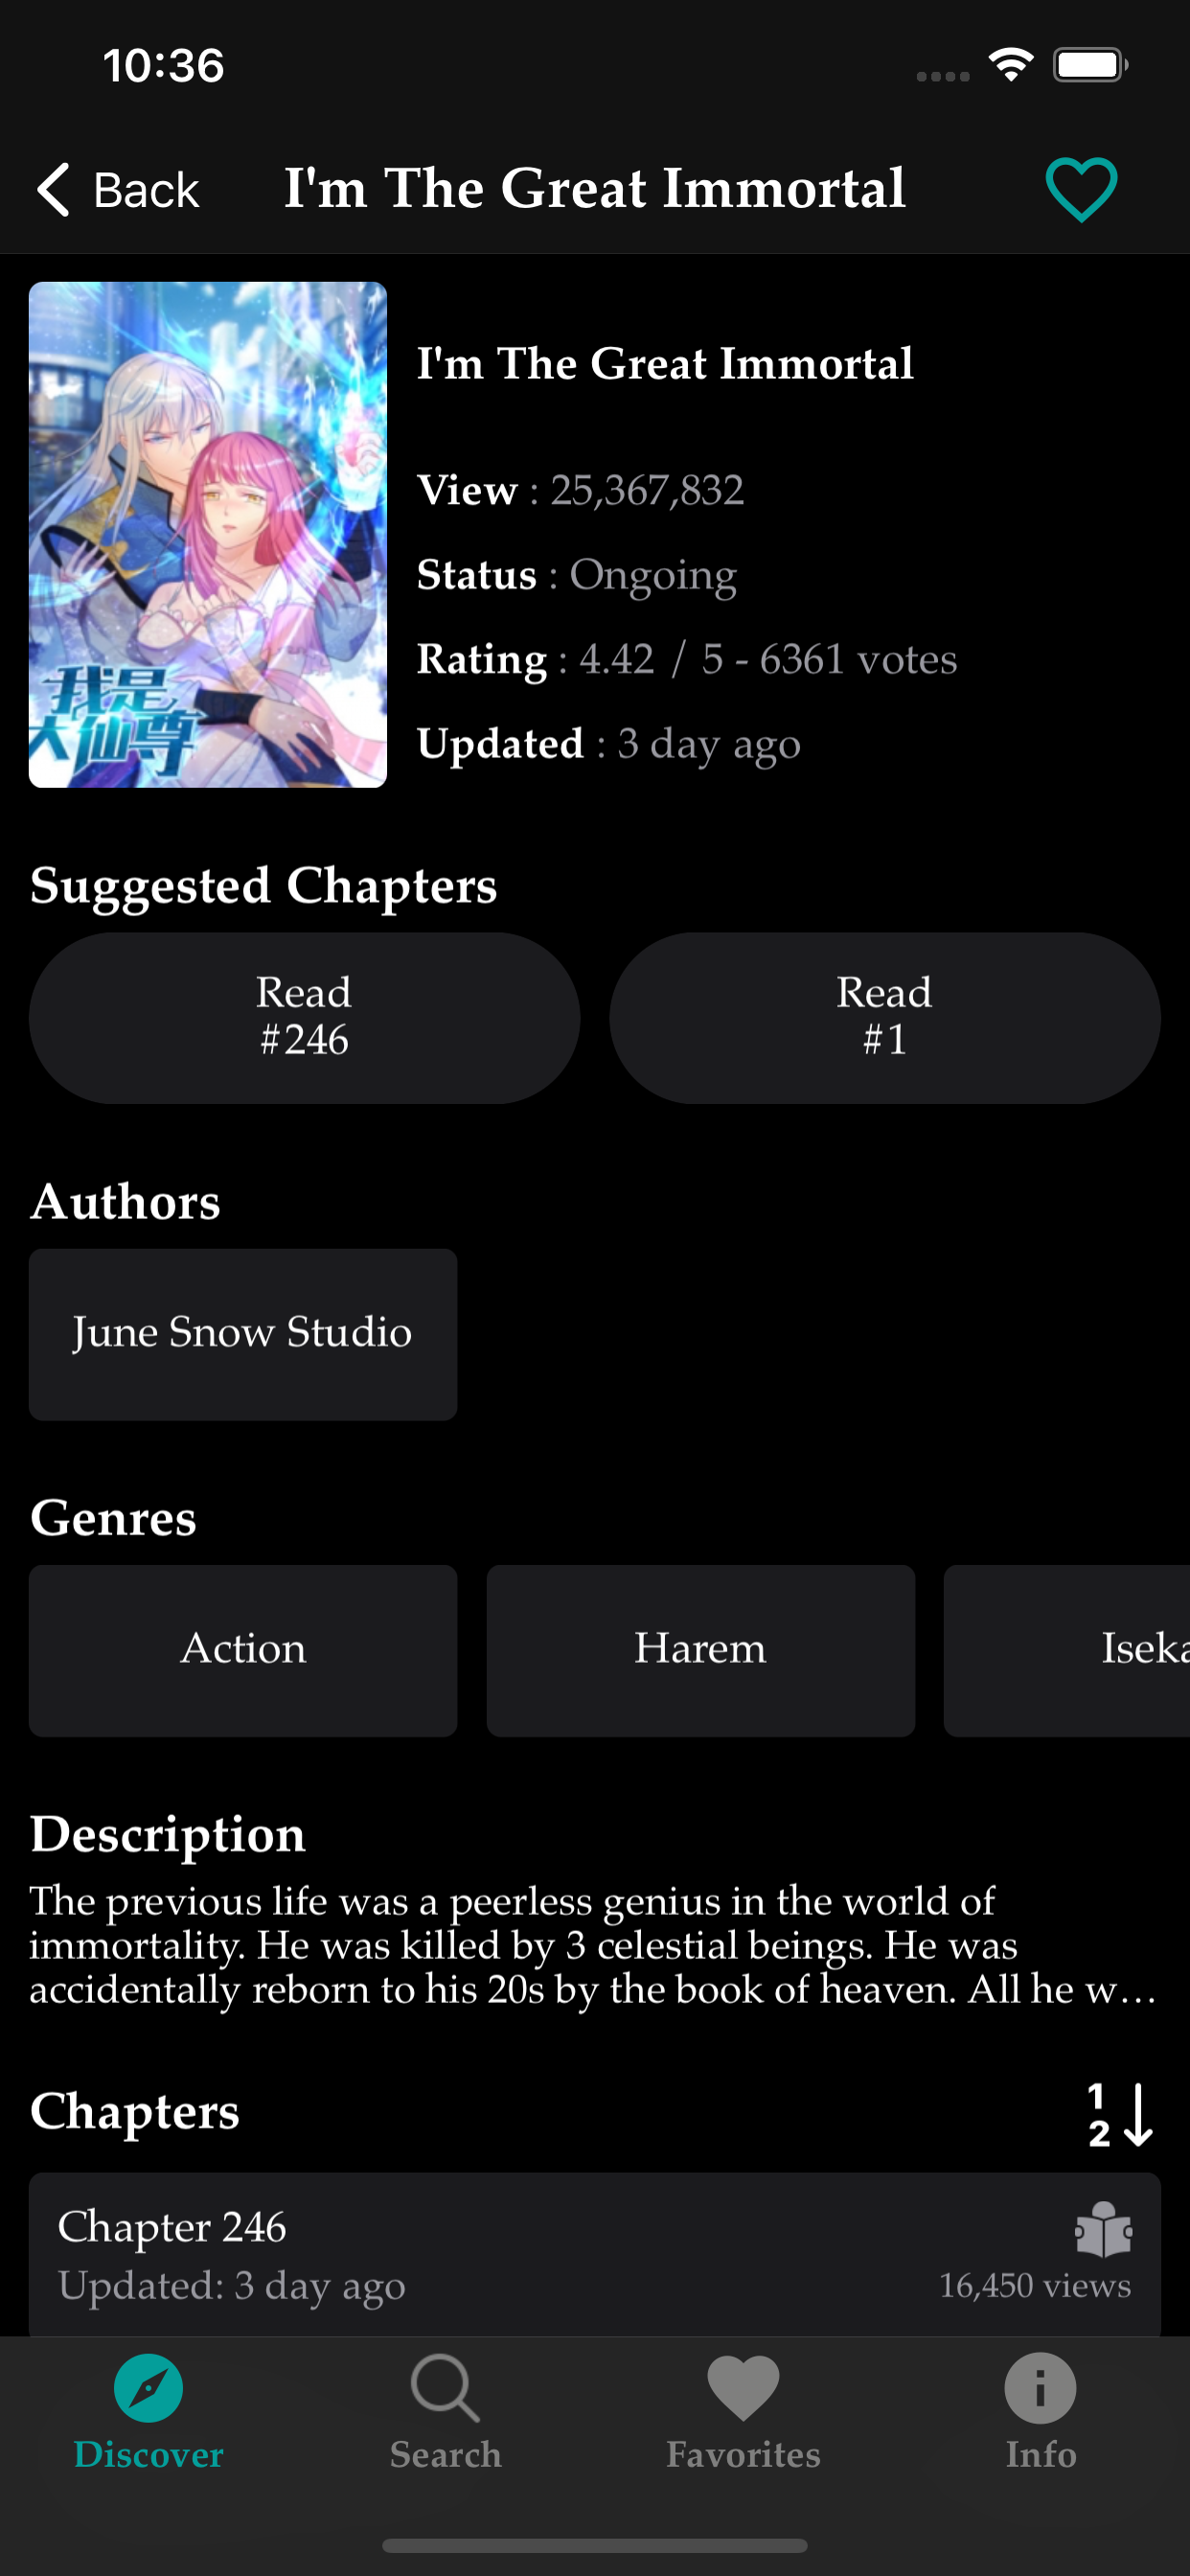 10:36
Back
I'm The Great Immortal
我是
大仙尊
I'm The Great Immortal
View : 25,367,832
Status : Ongoing
Rating : 4.42 / 5 - 6361 votes
Updated : 3 day ago
Suggested Chapters
Read
#246
Read
#1
Authors
June Snow Studio
Genres
Action
Harem
Iseka
Description
The previous life was a peerless genius in the world of
immortality. He was killed by 3 celestial beings. He was
accidentally reborn to his 20s by the book of heaven. All he w...
Chapters
1
2
Chapter 246
Updated: 3 day ago
16,450 views
Discover
Search
Favorites
Info